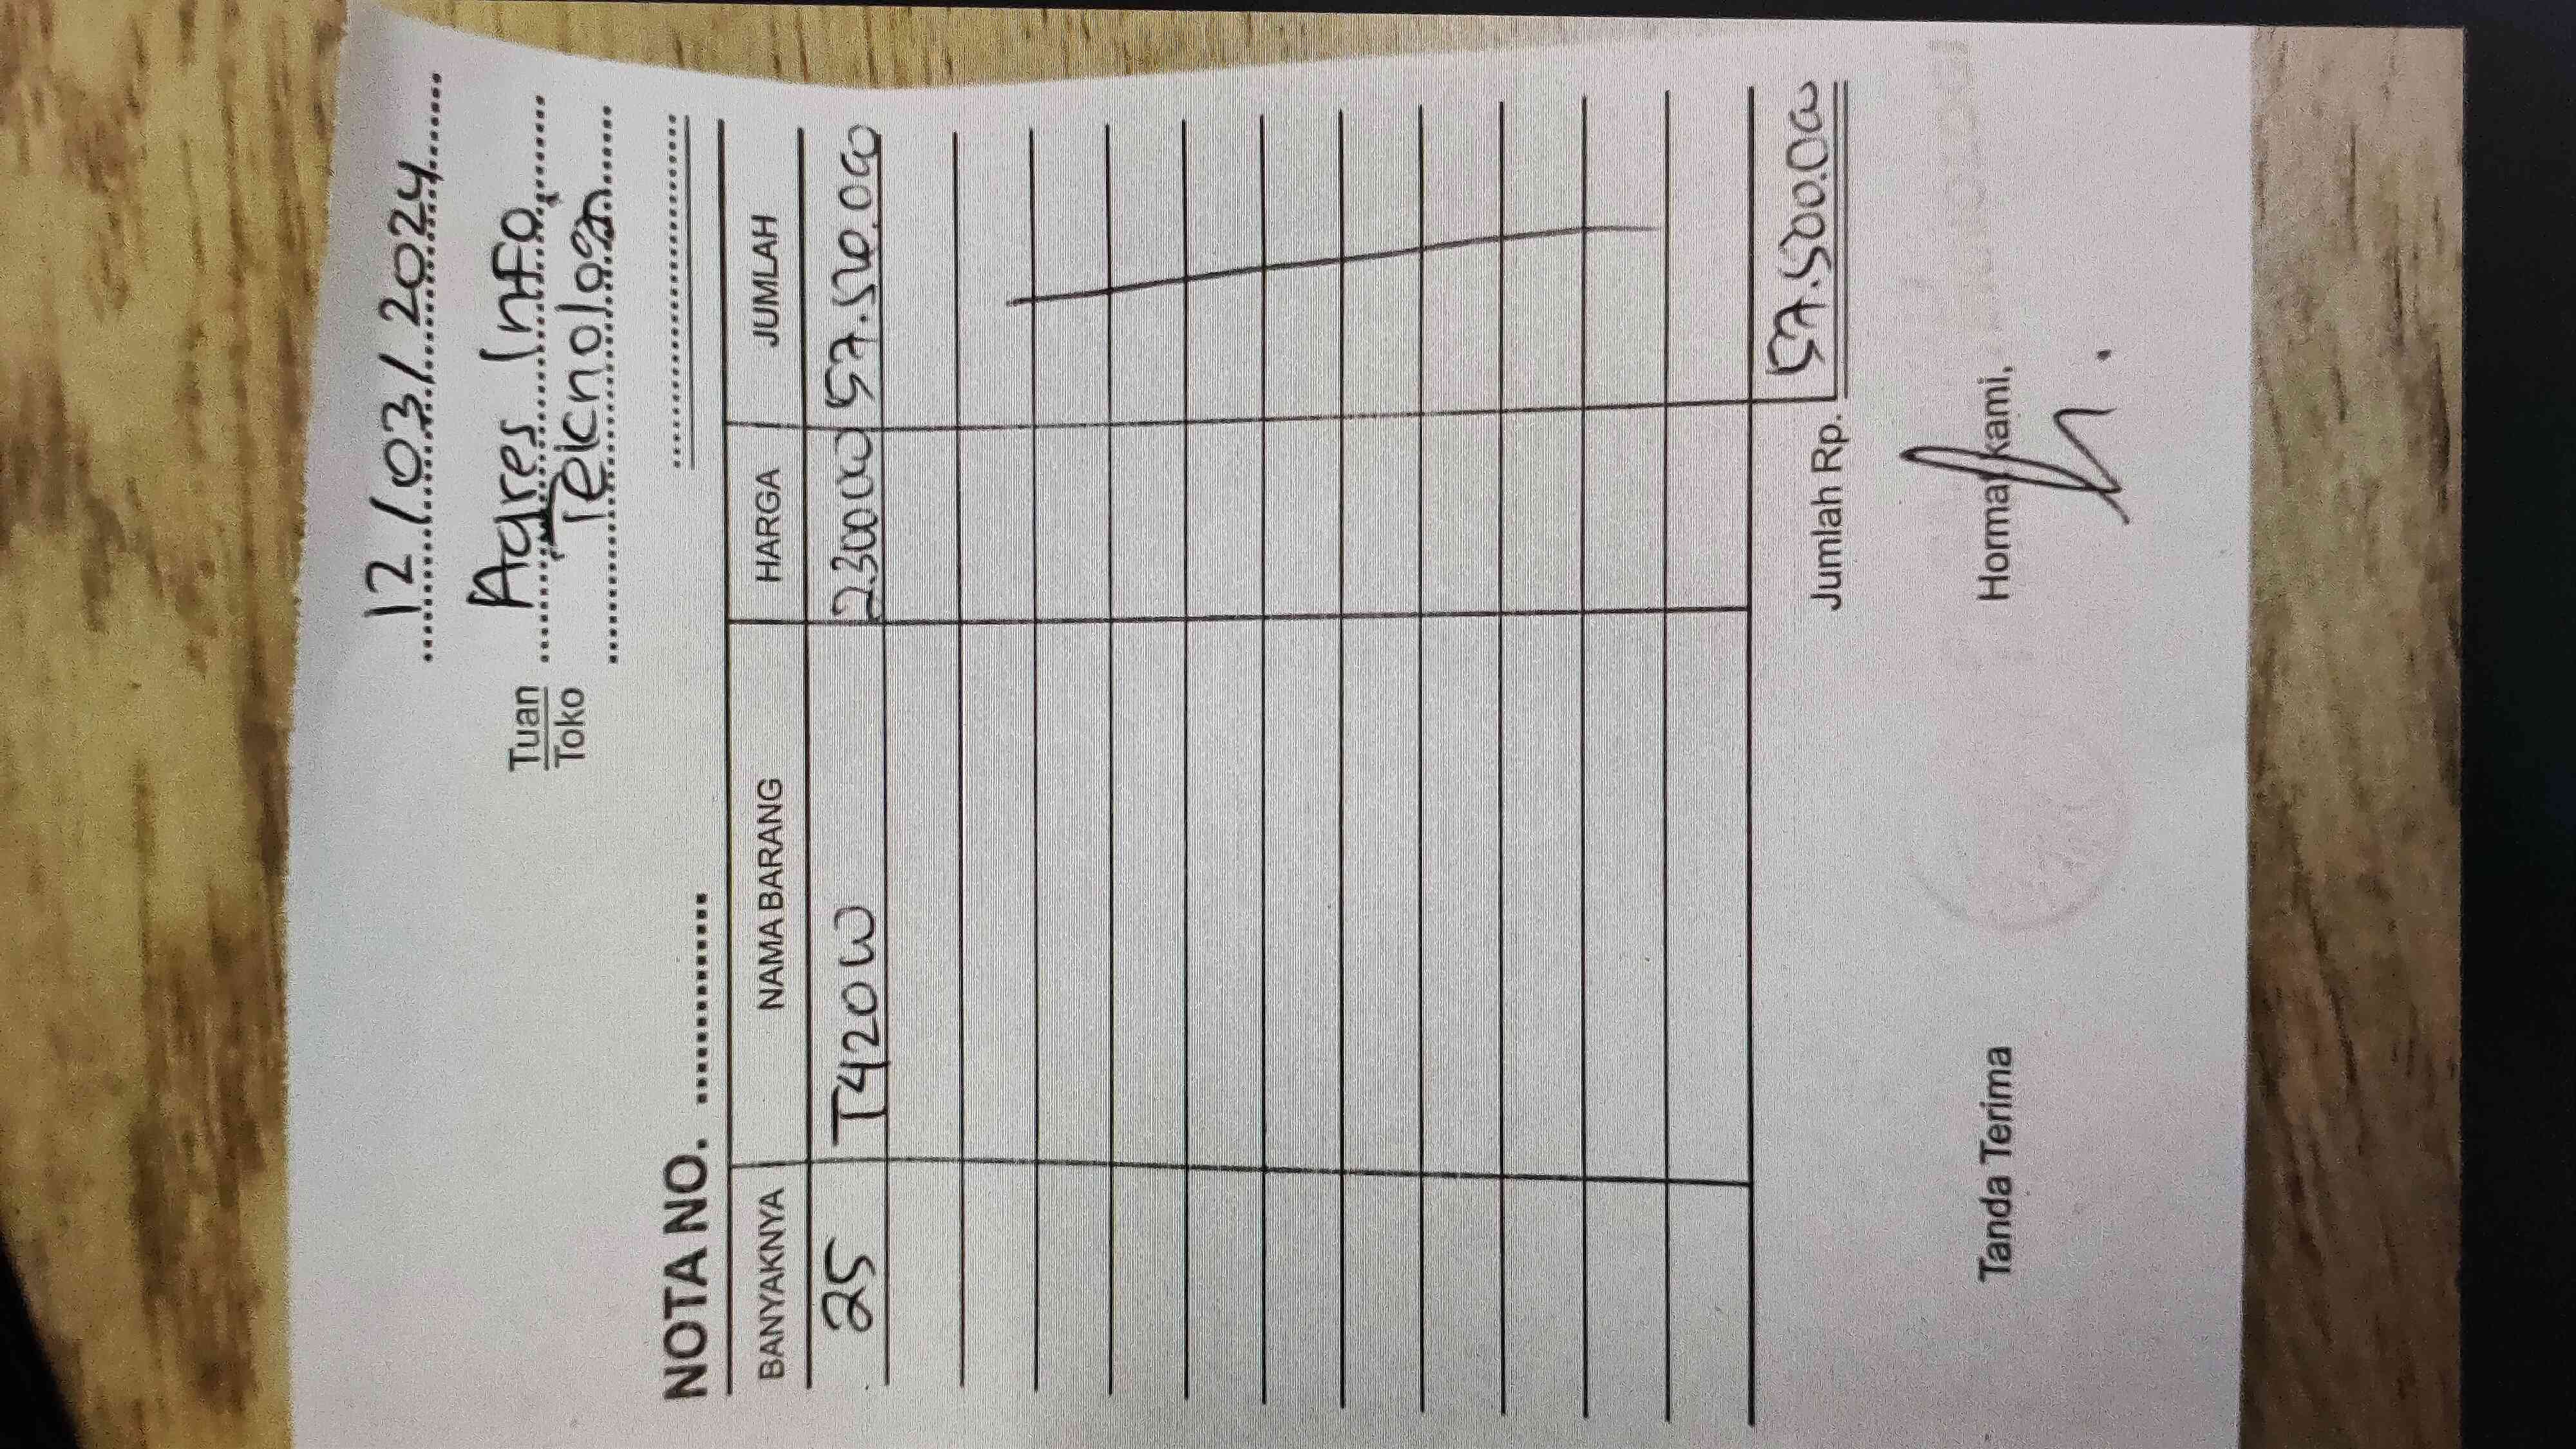 12/03/2024
Tuan Agres Info
Toko Teknologi
NOTA NO.
BANYAKNYA NAMA BARANG HARGA JUMLAH
25 T420W 2300000 57.500.000
Jumlah Rp. 57.500.000
Tanda Terima Hormat kami,